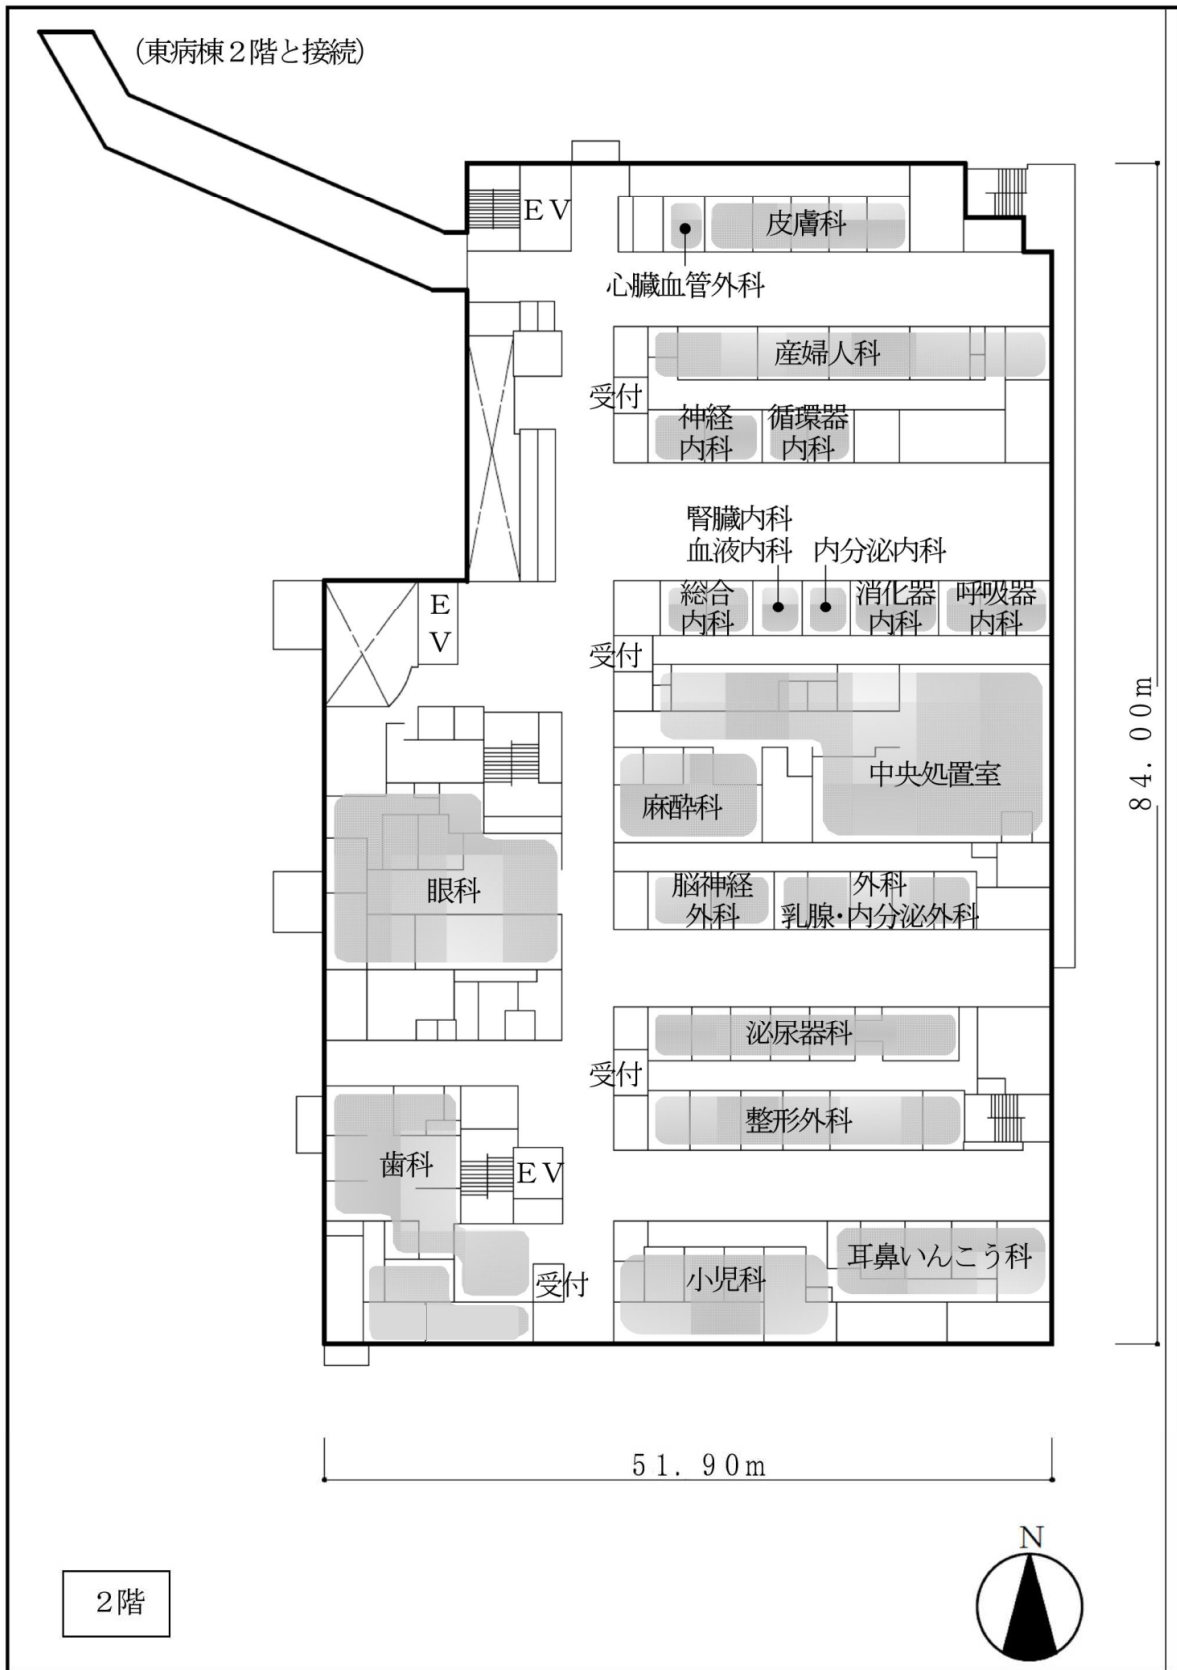 (東病棟２階と接続)
EV
皮膚科
心臓血管外科
産婦人科
受付
神経
内科
循環器
内科
腎臓内科
血液内科
内分泌内科
E
V
総合
内科
消化器
内科
呼吸器
内科
受付
中央処置室
麻酔科
眼科
脳神経
外科
外科
乳腺・内分泌外科
泌尿器科
受付
整形外科
歯科
EV
受付
小児科
耳鼻いんこう科
84.00m
51.90m
N
２階